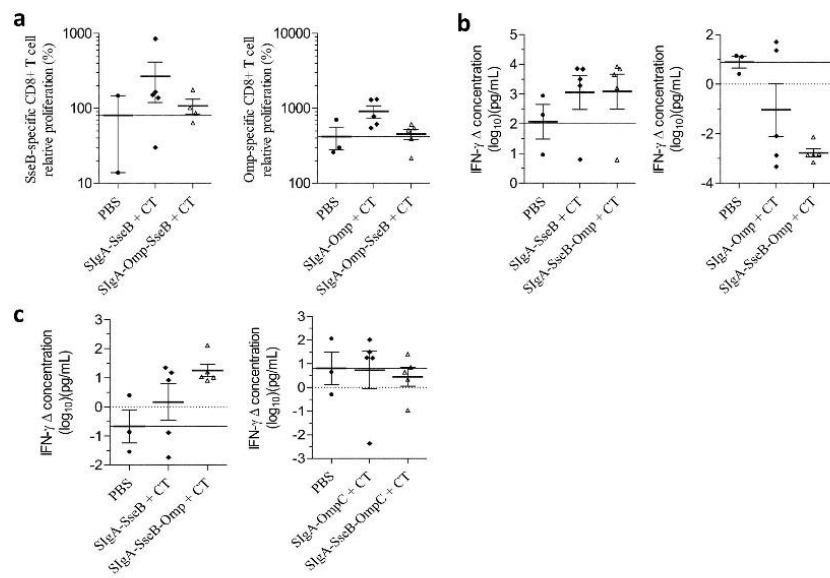 a
SseB-specific CD8+ T cell
relative proliferation (%)
1000
100
10
PBS
SIgA-SseB + CT
SIgA-Omp-SseB + CT
Omp-specific CD8+ T cell
relative proliferation (%)
10000
1000
100
PBS
SIgA-Omp + CT
SIgA-Omp-SseB + CT
b
IFN-γ Δ concentration
(log10)(pg/mL)
5
4
3
2
1
0
PBS
SIgA-SseB + CT
SIgA-SseB-Omp + CT
IFN-γ Δ concentration
(log10)(pg/mL)
2
0
-2
-4
PBS
SIgA-Omp + CT
SIgA-SseB-Omp + CT
c
IFN-γ Δ concentration
(log10)(pg/mL)
3
2
1
0
-1
-2
PBS
SIgA-SseB + CT
SIgA-SseB-Omp + CT
IFN-γ Δ concentration
(log10)(pg/mL)
3
2
1
0
-1
-2
-3
PBS
SIgA-OmpC + CT
SIgA-SseB-OmpC + CT